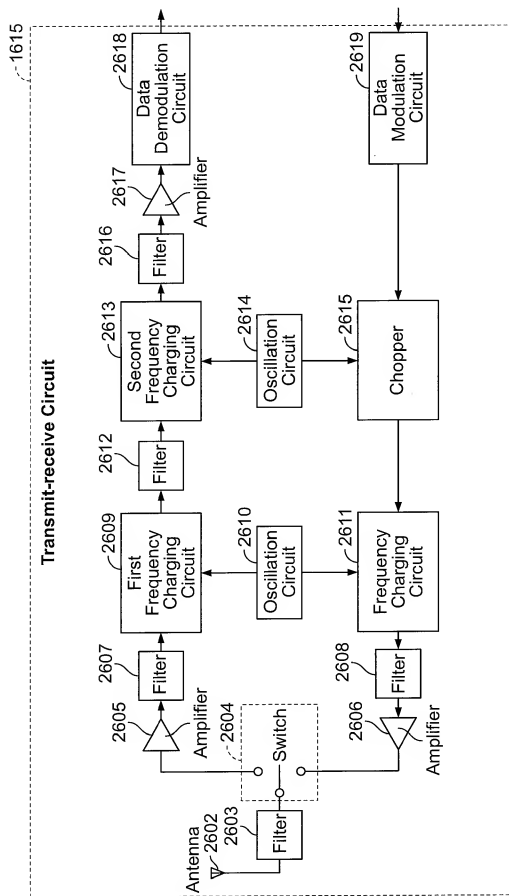 1615
Transmit-receive Circuit
Antenna
2602
2603
Filter
2604
Switch
2605
Amplifier
2607
Filter
2609
First
Frequency
Charging
Circuit
2612
Filter
2613
Second
Frequency
Charging
Circuit
2616
Filter
2617
Amplifier
2618
Data
Demodulation
Circuit
2610
Oscillation
Circuit
2614
Oscillation
Circuit
2606
Amplifier
2608
Filter
2611
Frequency
Charging
Circuit
2615
Chopper
2619
Data
Modulation
Circuit